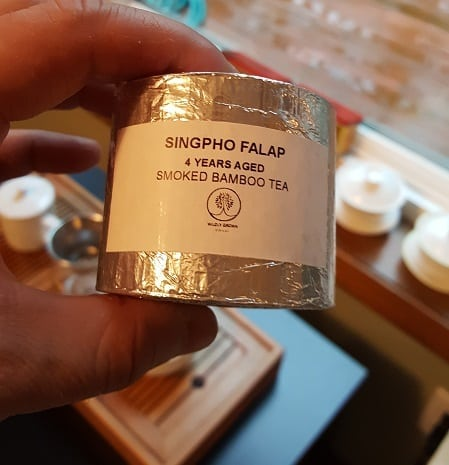 SINGPHO FALAP
4 YEARS AGED
SMOKED BAMBOO TEA
WILDLY GROWN